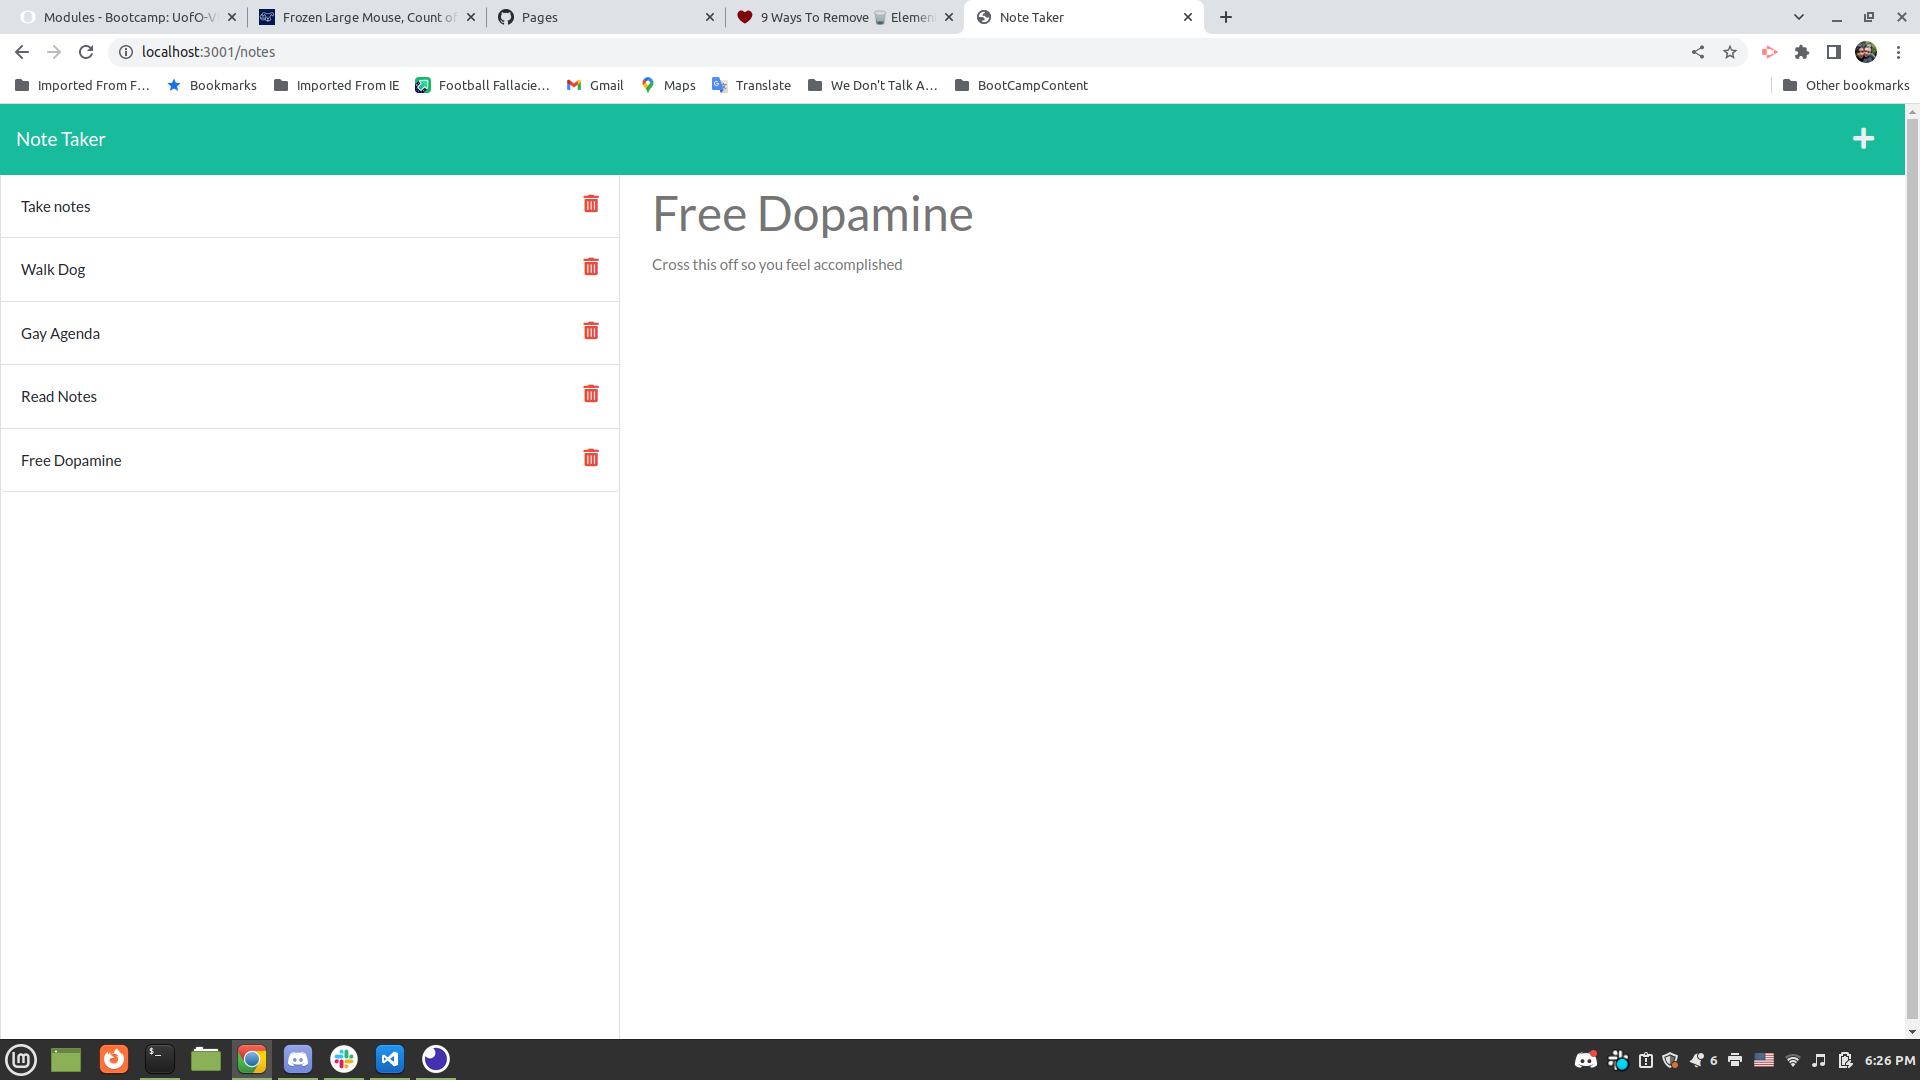 Modules - Bootcamp: UofO-V
Frozen Large Mouse, Count of
Pages
9 Ways To Remove 🗑️ Elemen
Note Taker
localhost:3001/notes
Imported From F...
Bookmarks
Imported From IE
Football Fallacie...
Gmail
Maps
Translate
We Don't Talk A...
BootCampContent
Other bookmarks
Note Taker
Take notes
Walk Dog
Gay Agenda
Read Notes
Free Dopamine
Free Dopamine
Cross this off so you feel accomplished
6
6:26 PM